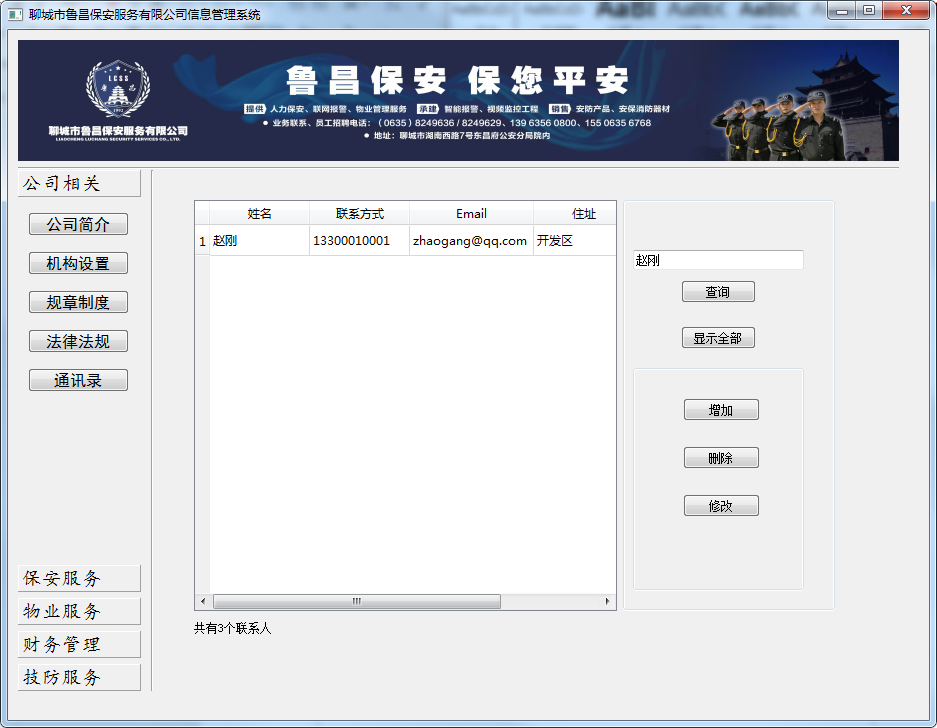 聊城市鲁昌保安服务有限公司信息管理系统
LCSS
鲁 昌
1992
聊城市鲁昌保安服务有限公司
LIAOCHENG LUCHANG SECURITY SERVICES CO., LTD.
鲁昌保安 保您平安
提供 人力保安、联网报警、物业管理服务 承建 智能报警、视频监控工程 销售 安防产品、安保消防器材
● 业务联系、员工招聘电话：（0635）8249636 / 8249629、139 6356 0800、155 0635 6768
● 地址：聊城市湖南西路7号东昌府公安分局院内
公司相关
公司简介
机构设置
规章制度
法律法规
通讯录
保安服务
物业服务
财务管理
技防服务
姓名 联系方式 Email 住址
1 赵刚 13300010001 zhaogang@qq.com 开发区
共有3个联系人
赵刚
查询
显示全部
增加
删除
修改